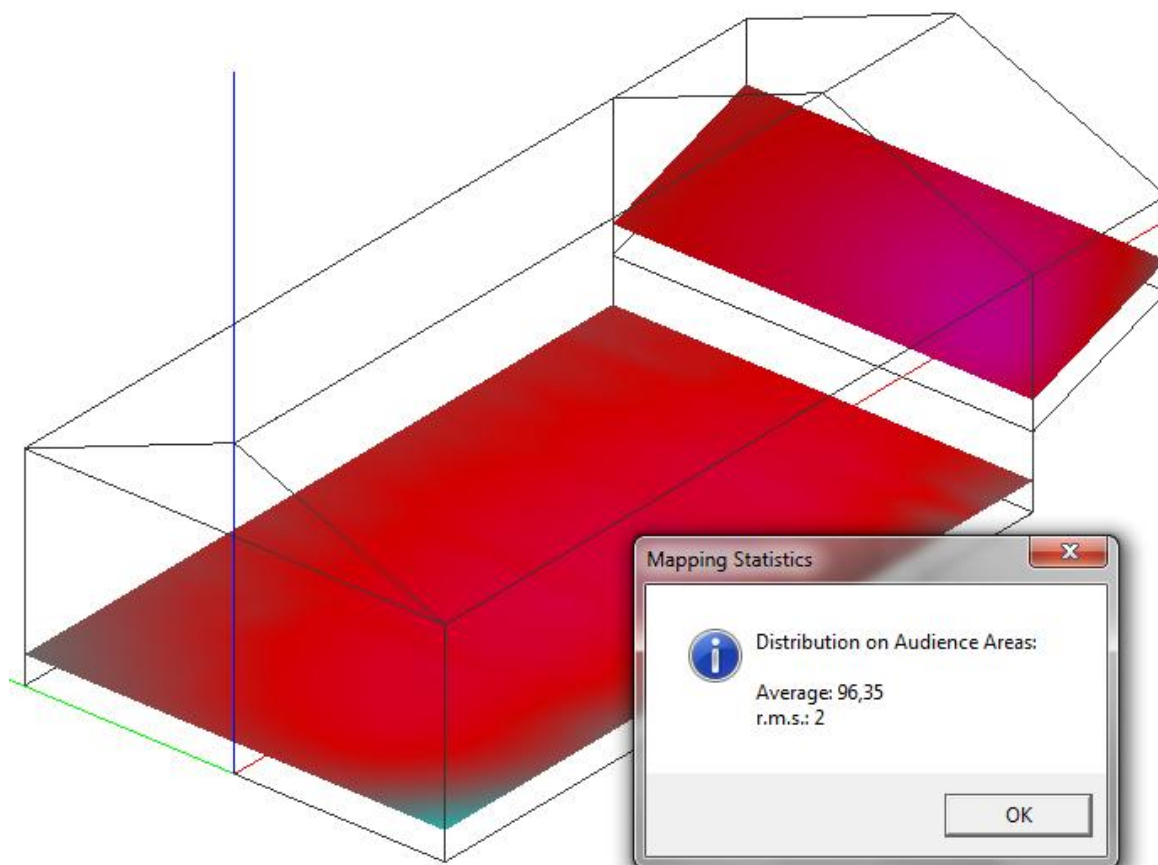 Mapping Statistics
Distribution on Audience Areas:
Average: 96,35
r.m.s.: 2
OK